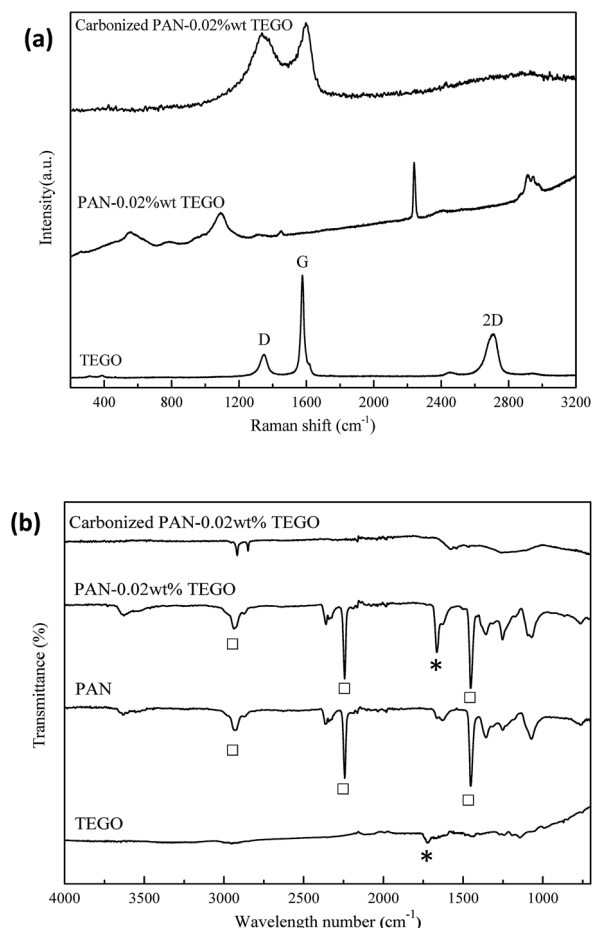 (a)
Carbonized PAN-0.02%wt TEGO
PAN-0.02%wt TEGO
G
D
2D
TEGO
Intensity(a.u.)
400 800 1200 1600 2000 2400 2800 3200
Raman shift (cm-1)
(b)
Carbonized PAN-0.02wt% TEGO
PAN-0.02wt% TEGO
*
PAN
TEGO
*
Transmittance (%)
4000 3500 3000 2500 2000 1500 1000
Wavelength number (cm-1)